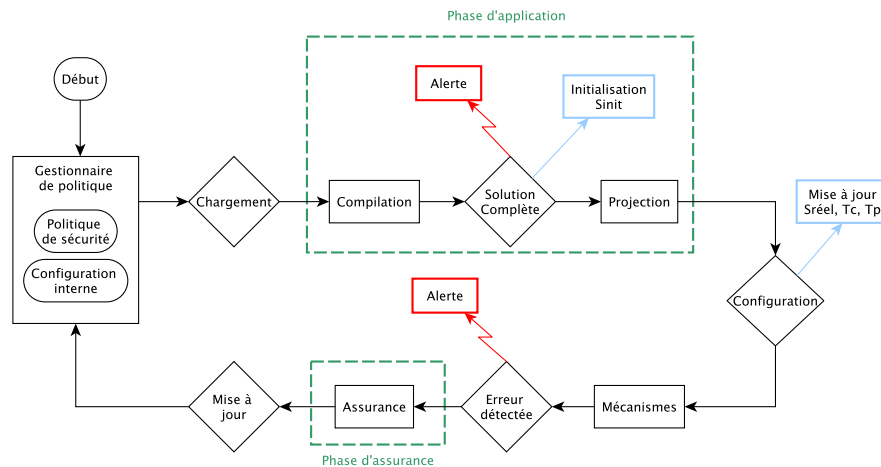 Phase d'application
Début
Alerte
Initialisation
Sinit
Gestionnaire
de politique
Politique
de sécurité
Configuration
interne
Chargement
Compilation
Solution
Complète
Projection
Mise à jour
Sréel, Tc, Tp
Configuration
Alerte
Mise à
jour
Assurance
Erreur
détectée
Mécanismes
Phase d'assurance